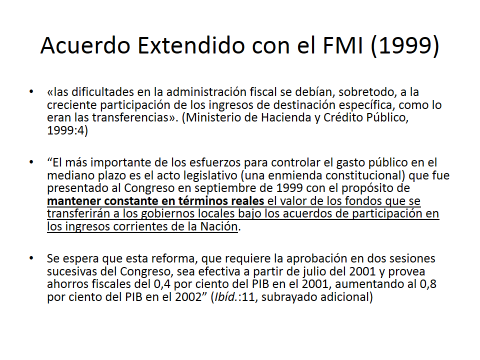 Acuerdo Extendido con el FMI (1999)
• «las dificultades en la administración fiscal se debían, sobretodo, a la
creciente participación de los ingresos de destinación específica, como lo
eran las transferencias». (Ministerio de Hacienda y Crédito Público,
1999:4)
• “El más importante de los esfuerzos para controlar el gasto público en el
mediano plazo es el acto legislativo (una enmienda constitucional) que fue
presentado al Congreso en septiembre de 1999 con el propósito de
mantener constante en términos reales el valor de los fondos que se
transferirán a los gobiernos locales bajo los acuerdos de participación en
los ingresos corrientes de la Nación.
• Se espera que esta reforma, que requiere la aprobación en dos sesiones
sucesivas del Congreso, sea efectiva a partir de julio del 2001 y provea
ahorros fiscales del 0,4 por ciento del PIB en el 2001, aumentando al 0,8
por ciento del PIB en el 2002” (Ibíd.:11, subrayado adicional)